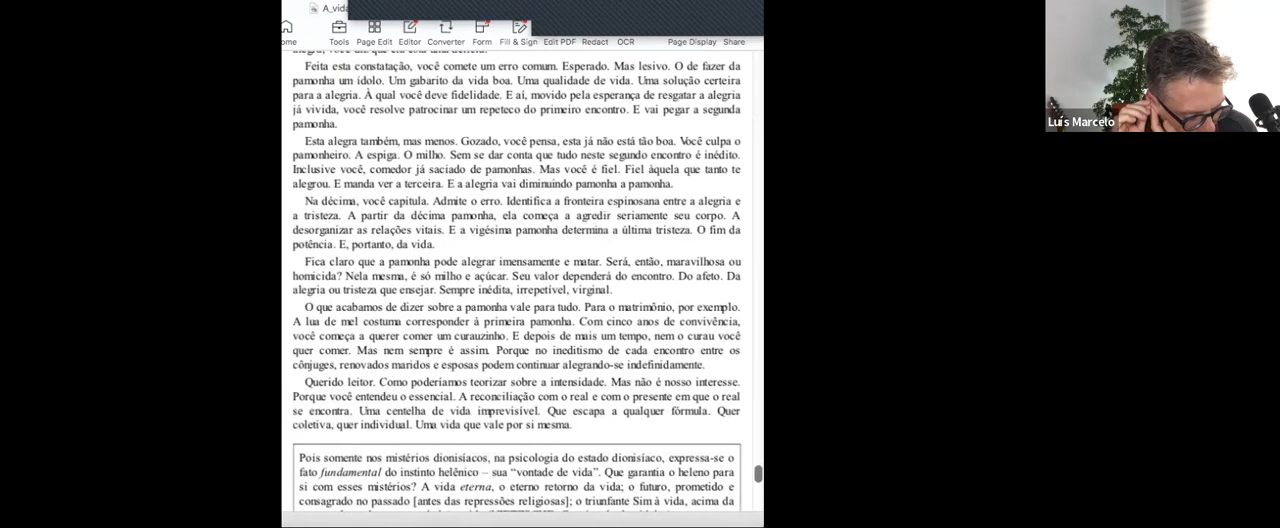 A_vida
ome Tools Page Edit Editor Converter Form Fill & Sign Edit PDF Redact OCR Page Display Share
Feita esta constatação, você comete um erro comum. Esperado. Mas lesivo. O de fazer da
pamonha um ídolo. Um gabarito da vida boa. Uma qualidade de vida. Uma solução certeira
para a alegria. À qual você deve fidelidade. E aí, movido pela esperança de resgatar a alegria
já vivida, você resolve patrocinar um repeteco do primeiro encontro. E vai pegar a segunda
pamonha.
Esta alegra também, mas menos. Gozado, você pensa, esta já não está tão boa. Você culpa o
pamonheiro. A espiga. O milho. Sem se dar conta que tudo neste segundo encontro é inédito.
Inclusive você, comedor já saciado de pamonhas. Mas você é fiel. Fiel àquela que tanto te
alegrou. E manda ver a terceira. E a alegria vai diminuindo pamonha a pamonha.
Na décima, você capitula. Admite o erro. Identifica a fronteira espinosana entre a alegria e
a tristeza. A partir da décima pamonha, ela começa a agredir seriamente seu corpo. A
desorganizar as relações vitais. E a vigésima pamonha determina a última tristeza. O fim da
potência. E, portanto, da vida.
Fica claro que a pamonha pode alegrar imensamente e matar. Será, então, maravilhosa ou
homicida? Nela mesma, é só milho e açúcar. Seu valor dependerá do encontro. Do afeto. Da
alegria ou tristeza que ensejar. Sempre inédita, irrepetível, virginal.
O que acabamos de dizer sobre a pamonha vale para tudo. Para o matrimônio, por exemplo.
A lua de mel costuma corresponder à primeira pamonha. Com cinco anos de convivência,
você começa a querer comer um curauzinho. E depois de mais um tempo, nem o curau você
quer comer. Mas nem sempre é assim. Porque no ineditismo de cada encontro entre os
cônjuges, renovados maridos e esposas podem continuar alegrando-se indefinidamente.
Querido leitor. Como poderíamos teorizar sobre a intensidade. Mas não é nosso interesse.
Porque você entendeu o essencial. A reconciliação com o real e com o presente em que o real
se encontra. Uma centelha de vida imprevisível. Que escapa a qualquer fórmula. Quer
coletiva, quer individual. Uma vida que vale por si mesma.
Pois somente nos mistérios dionisíacos, na psicologia do estado dionisíaco, expressa-se o
fato fundamental do instinto helênico – sua “vontade de vida”. Que garantia o heleno para
si com esses mistérios? A vida eterna, o eterno retorno da vida; o futuro, prometido e
consagrado no passado [antes das repressões religiosas]; o triunfante Sim à vida, acima da
Luís Marcelo